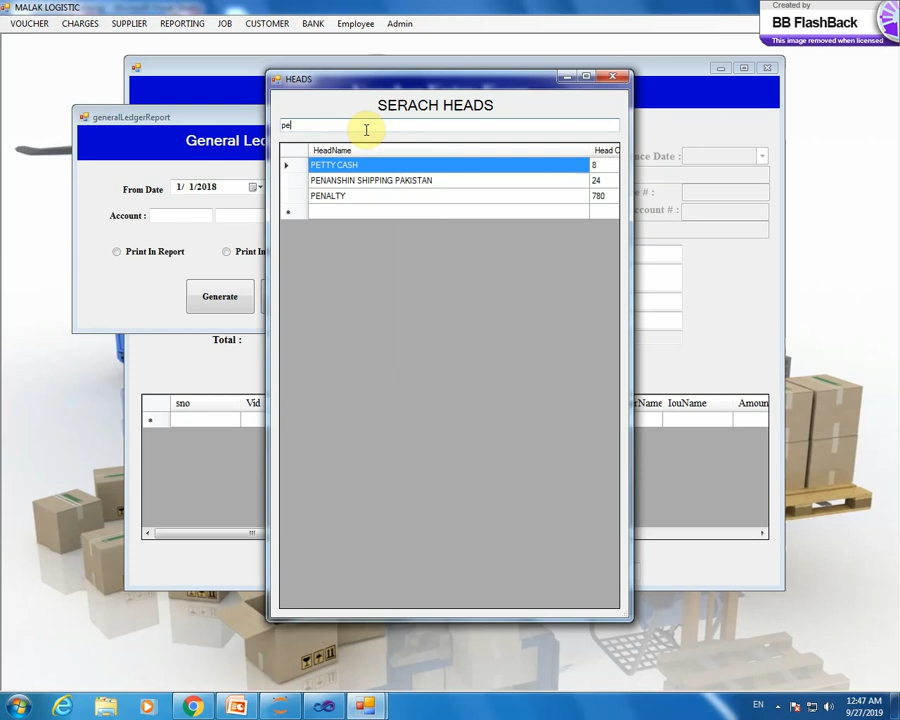 MALAK LOGISTIC
Created by
BB FlashBack
This image removed when licensed
VOUCHER CHARGES SUPPLIER REPORTING JOB CUSTOMER BANK Employee Admin
HEADS
SERACH HEADS
pe
HeadName Head C
PETTY CASH 8
PENANSHIN SHIPPING PAKISTAN 24
PENALTY 780
generalLedgerReport
General Led
From Date 1/ 1/2018
Account :
Print In Report Print In
Generate
Total :
nce Date :
e # :
ccount # :
sno Vid erName IouName Amoun
EN
12:47 AM
9/27/2019